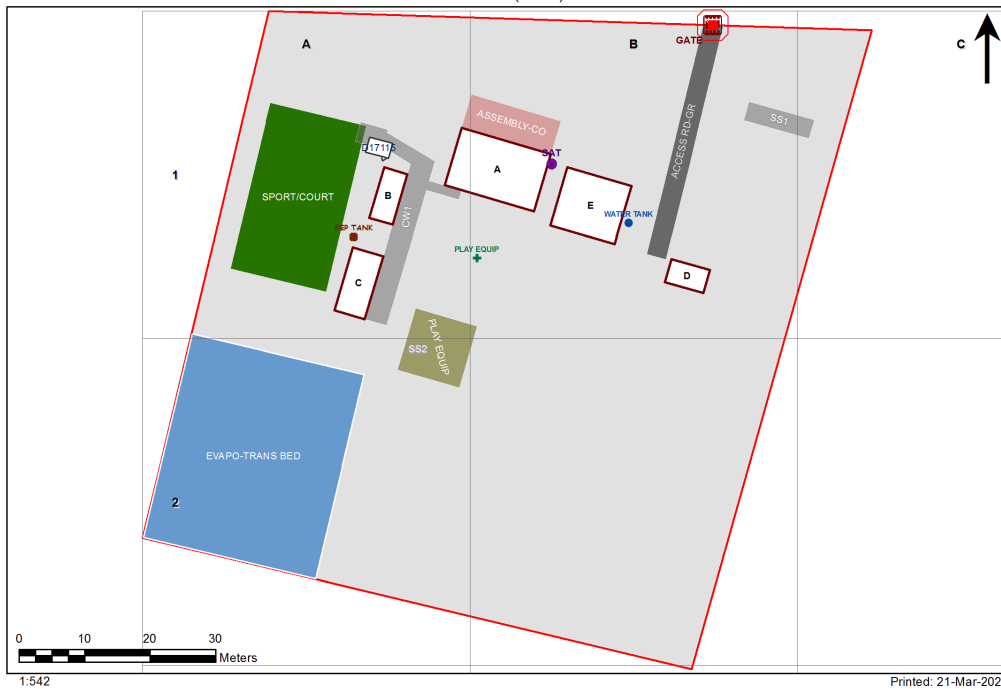 A
B
C
GATE
ACCESS RD-GR
SS1
ASSEMBLY-CO
SAT
A
D17115
1
SPORT/COURT
B
CW1
E
WATER TANK
SEP TANK
PLAY EQUIP
D
C
PLAY EQUIP
SS2
EVAPO-TRANS BED
2
0 10 20 30
Meters
1:542
Printed: 21-Mar-202